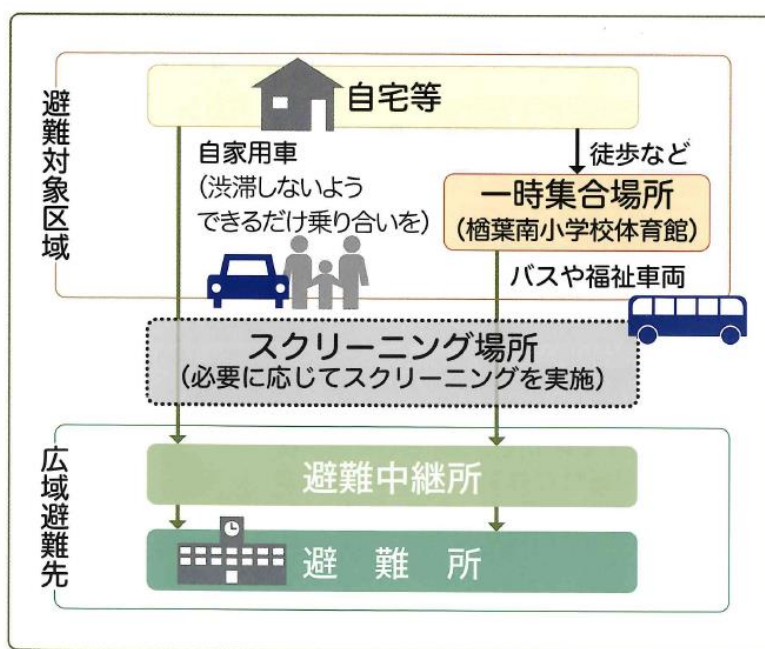 避難対象区域
自宅等
自家用車
(渋滞しないよう
できるだけ乗り合いを)
徒歩など
一時集合場所
(楢葉南小学校体育館)
バスや福祉車両
スクリーニング場所
(必要に応じてスクリーニングを実施)
広域避難先
避難中継所
避難所